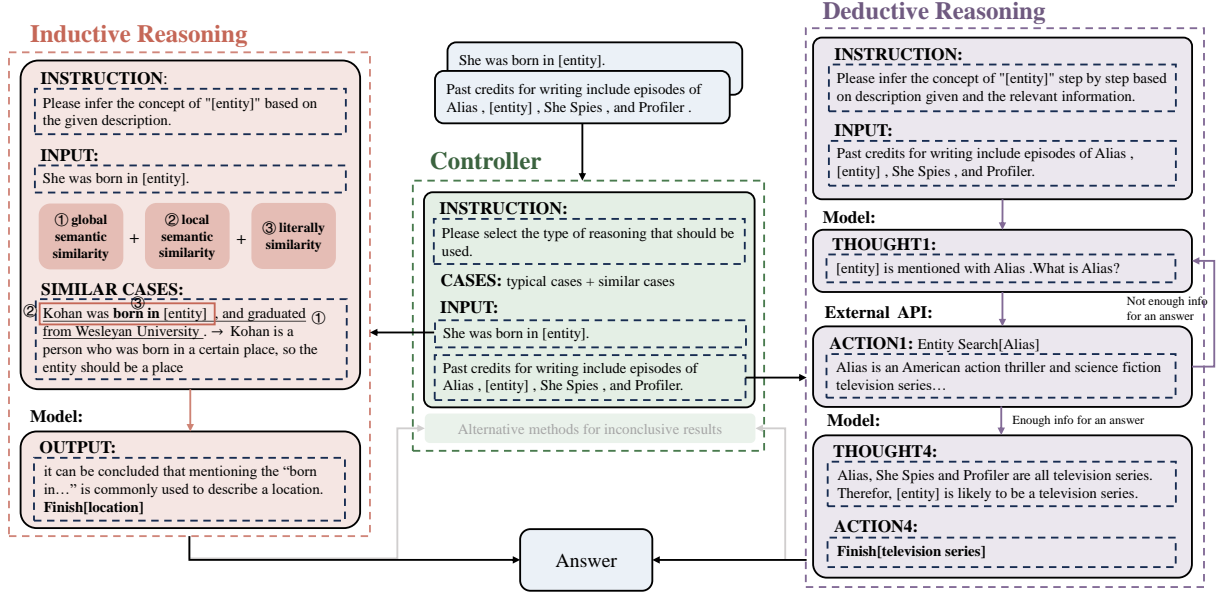 Inductive Reasoning
INSTRUCTION:
Please infer the concept of "[entity]" based on
the given description.
INPUT:
She was born in [entity].
① global
semantic
similarity
+
② local
semantic
similarity
+
③ literally
similarity
SIMILAR CASES:
②
③
Kohan was born in [entity] , and graduated ①
from Wesleyan University . → Kohan is a
person who was born in a certain place, so the
entity should be a place
Model:
OUTPUT:
it can be concluded that mentioning the “born
in…” is commonly used to describe a location.
Finish[location]
She was born in [entity].
Past credits for writing include episodes of
Alias , [entity] , She Spies , and Profiler .
Controller
INSTRUCTION:
Please select the type of reasoning that should be
used.
CASES: typical cases + similar cases
INPUT:
She was born in [entity].
Past credits for writing include episodes of
Alias , [entity] , She Spies , and Profiler.
Alternative methods for inconclusive results
Answer
Deductive Reasoning
INSTRUCTION:
Please infer the concept of "[entity]" step by step based
on description given and the relevant information.
INPUT:
Past credits for writing include episodes of Alias ,
[entity] , She Spies , and Profiler.
Model:
THOUGHT1:
[entity] is mentioned with Alias .What is Alias?
Not enough info
for an answer
External API:
ACTION1: Entity Search[Alias]
Alias is an American action thriller and science fiction
television series…
Model:
Enough info for an answer
THOUGHT4:
Alias, She Spies and Profiler are all television series.
Therefor, [entity] is likely to be a television series.
ACTION4:
Finish[television series]